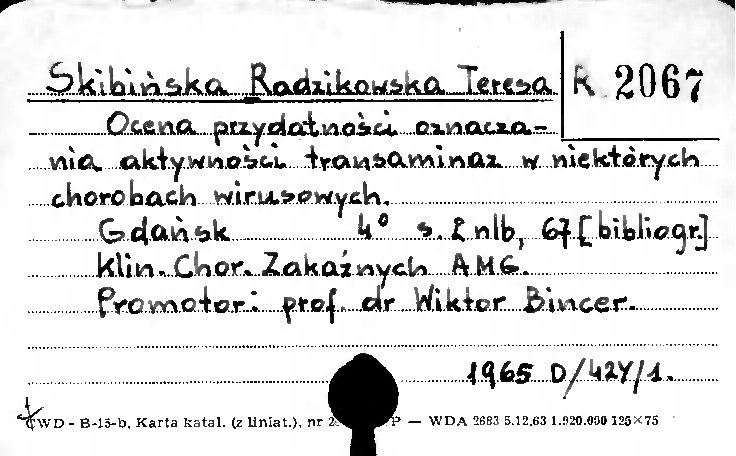 Skibińska Radzikowska Teresa R. 2067
Ocena przydatności oznacza-
nia aktywności transaminaz w niektórych
chorobach wirusowych.
Gdańsk 4° s. 2 nlb, 67 [bibliogr.]
Klin. Chor. Zakaźnych AMG.
Promotor: prof. dr Wiktor Bincer.
1965 D/424/1.
CWD - B-15-b, Karta katal. (z liniat.), nr P — WDA 2683 5.12.63 1.920.000 125×75